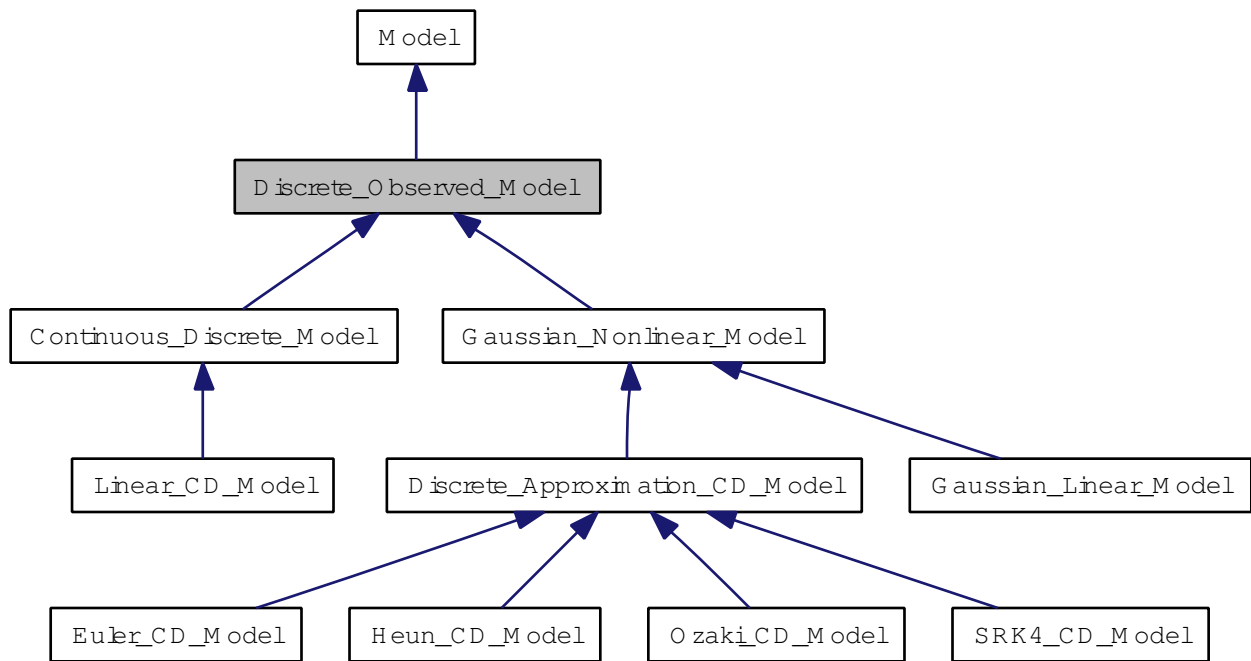 Model
Discrete_Observed_Model
Continuous_Discrete_Model
Gaussian_Nonlinear_Model
Linear_CD_Model
Discrete_Approximation_CD_Model
Gaussian_Linear_Model
Euler_CD_Model
Heun_CD_Model
Ozaki_CD_Model
SRK4_CD_Model